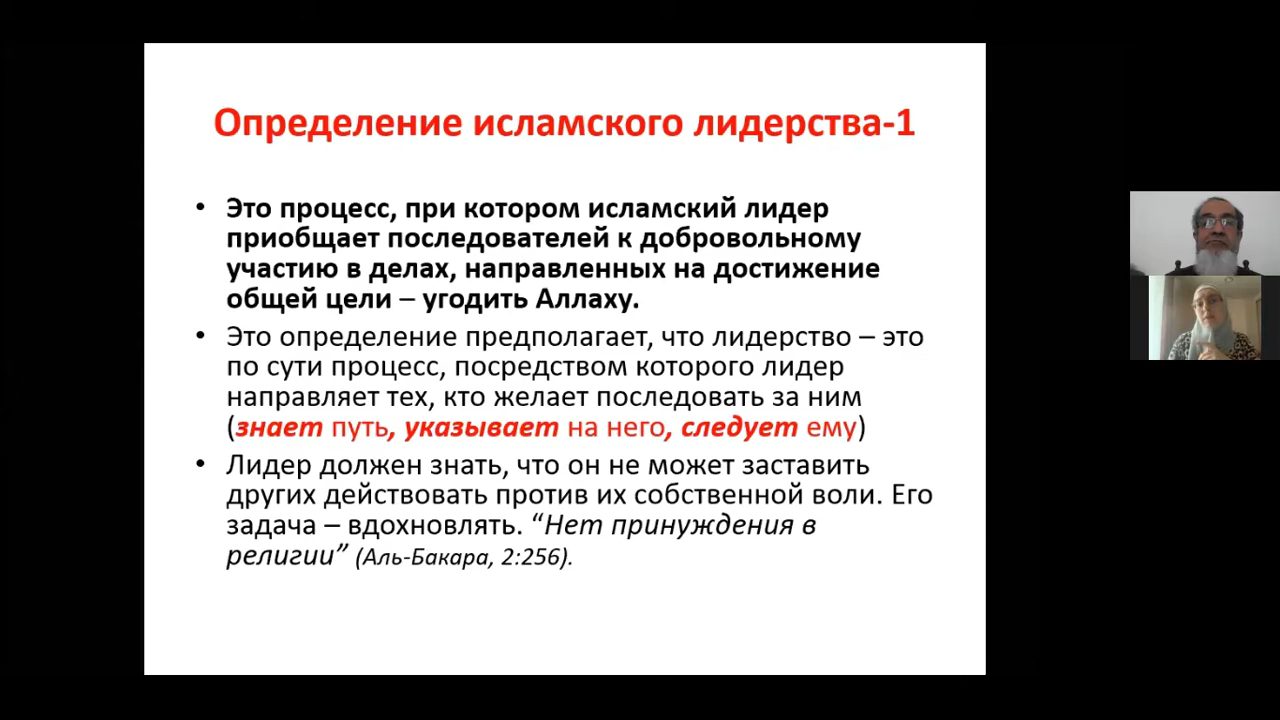 Определение исламского лидерства-1
• Это процесс, при котором исламский лидер
приобщает последователей к добровольному
участию в делах, направленных на достижение
общей цели – угодить Аллаху.
• Это определение предполагает, что лидерство – это
по сути процесс, посредством которого лидер
направляет тех, кто желает последовать за ним
(знает путь, указывает на него, следует ему)
• Лидер должен знать, что он не может заставить
других действовать против их собственной воли. Его
задача – вдохновлять. “Нет принуждения в
религии” (Аль-Бакара, 2:256).